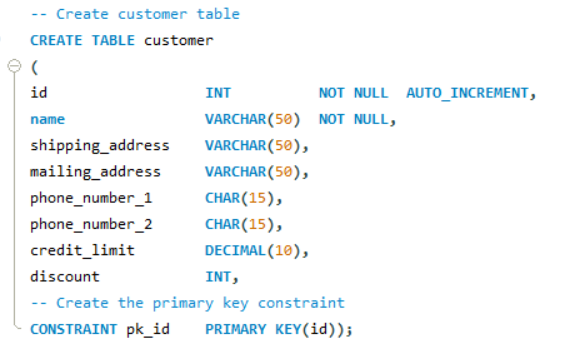 -- Create customer table
CREATE TABLE customer
(
id INT NOT NULL AUTO_INCREMENT,
name VARCHAR(50) NOT NULL,
shipping_address VARCHAR(50),
mailing_address VARCHAR(50),
phone_number_1 CHAR(15),
phone_number_2 CHAR(15),
credit_limit DECIMAL(10),
discount INT,
-- Create the primary key constraint
CONSTRAINT pk_id PRIMARY KEY(id));